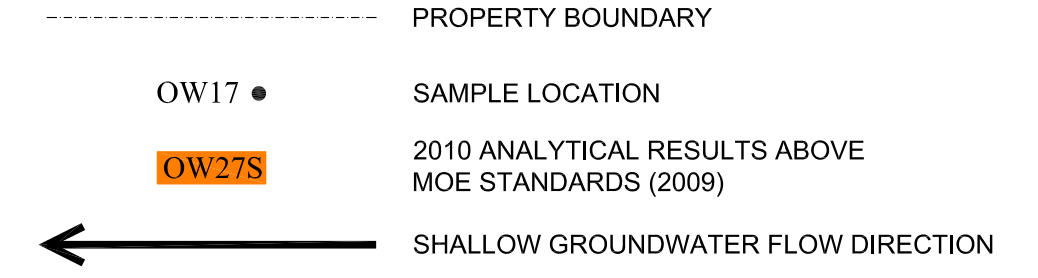 PROPERTY BOUNDARY
OW17 SAMPLE LOCATION
OW27S 2010 ANALYTICAL RESULTS ABOVE
MOE STANDARDS (2009)
SHALLOW GROUNDWATER FLOW DIRECTION